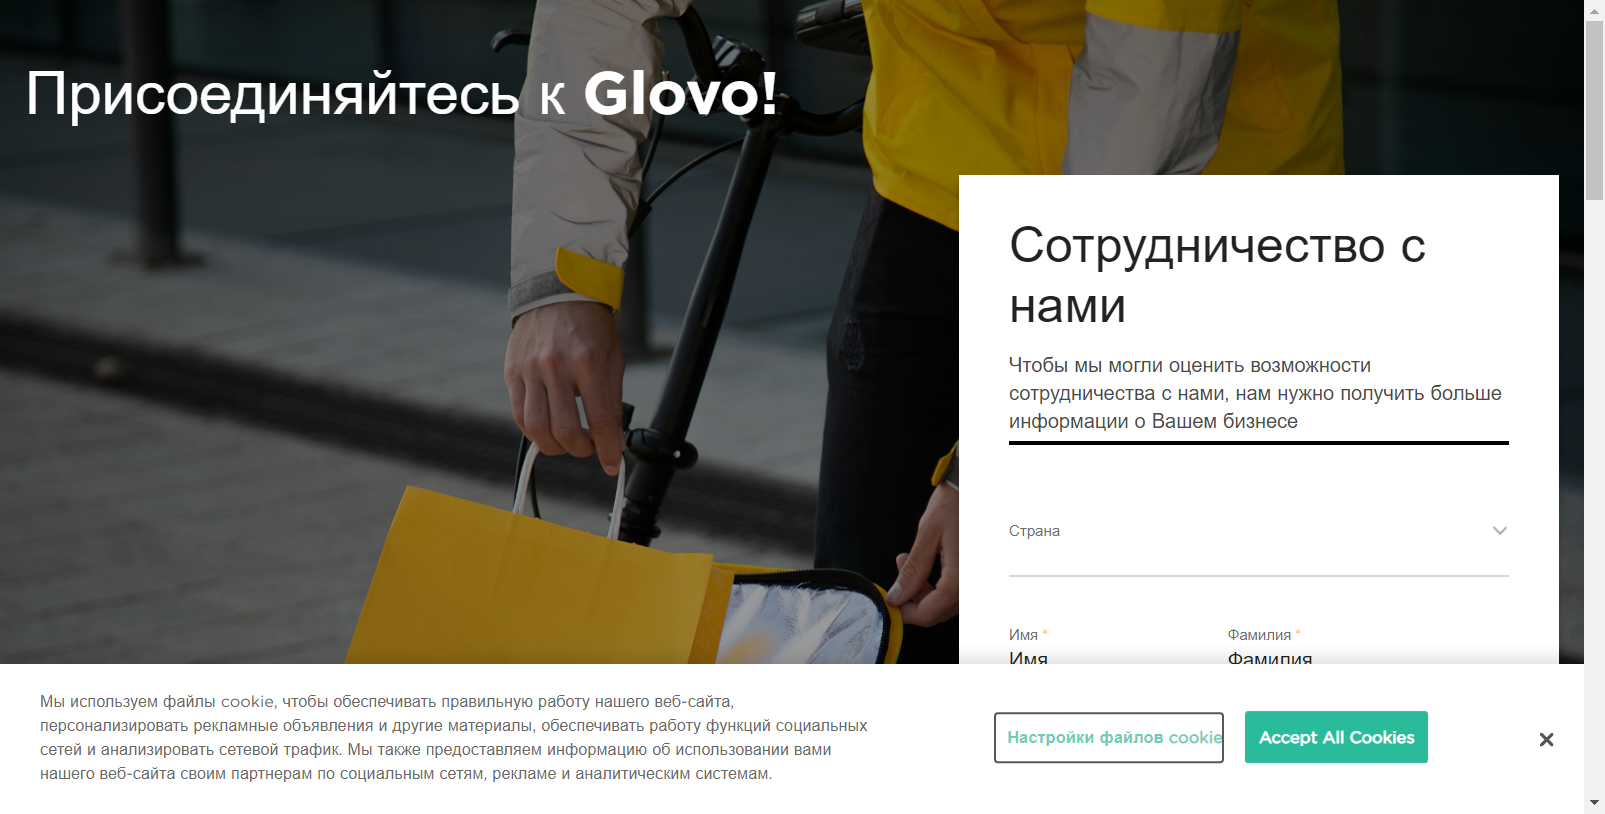 Присоединяйтесь к Glovo!
Сотрудничество с
нами
Чтобы мы могли оценить возможности
сотрудничества с нами, нам нужно получить больше
информации о Вашем бизнесе
Страна
Имя * Фамилия *
Имя Фамилия
Мы используем файлы cookie, чтобы обеспечивать правильную работу нашего веб-сайта,
персонализировать рекламные объявления и другие материалы, обеспечивать работу функций социальных
сетей и анализировать сетевой трафик. Мы также предоставляем информацию об использовании вами
нашего веб-сайта своим партнерам по социальным сетям, рекламе и аналитическим системам.
Настройки файлов cookie
Accept All Cookies